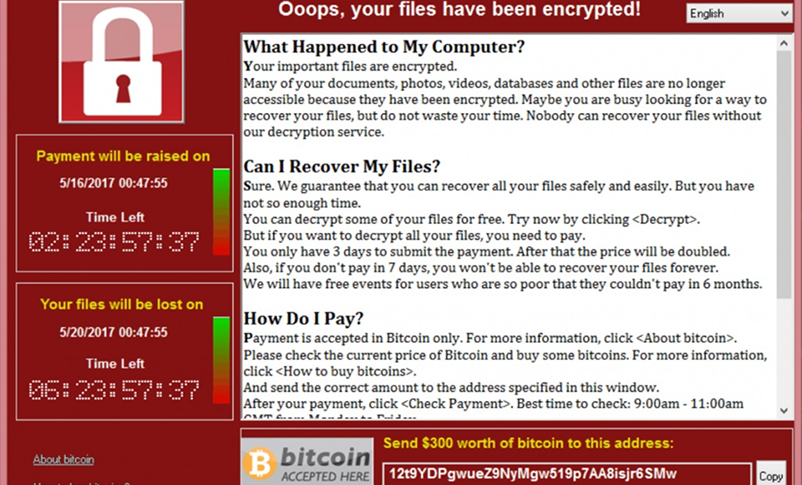 Ooops, your files have been encrypted!
English
What Happened to My Computer?
Your important files are encrypted.
Many of your documents, photos, videos, databases and other files are no longer
accessible because they have been encrypted. Maybe you are busy looking for a way to
recover your files, but do not waste your time. Nobody can recover your files without
our decryption service.
Can I Recover My Files?
Sure. We guarantee that you can recover all your files safely and easily. But you have
not so enough time.
You can decrypt some of your files for free. Try now by clicking <Decrypt>.
But if you want to decrypt all your files, you need to pay.
You only have 3 days to submit the payment. After that the price will be doubled.
Also, if you don't pay in 7 days, you won't be able to recover your files forever.
We will have free events for users who are so poor that they couldn't pay in 6 months.
How Do I Pay?
Payment is accepted in Bitcoin only. For more information, click <About bitcoin>.
Please check the current price of Bitcoin and buy some bitcoins. For more information,
click <How to buy bitcoins>.
And send the correct amount to the address specified in this window.
After your payment, click <Check Payment>. Best time to check: 9:00am - 11:00am
GMT from Monday to Friday.
Payment will be raised on
5/16/2017 00:47:55
Time Left
02:23:57:37
Your files will be lost on
5/20/2017 00:47:55
Time Left
06:23:57:37
About bitcoin
bitcoin
ACCEPTED HERE
Send $300 worth of bitcoin to this address:
12t9YDPgwueZ9NyMgw519p7AA8isjr6SMw
Copy